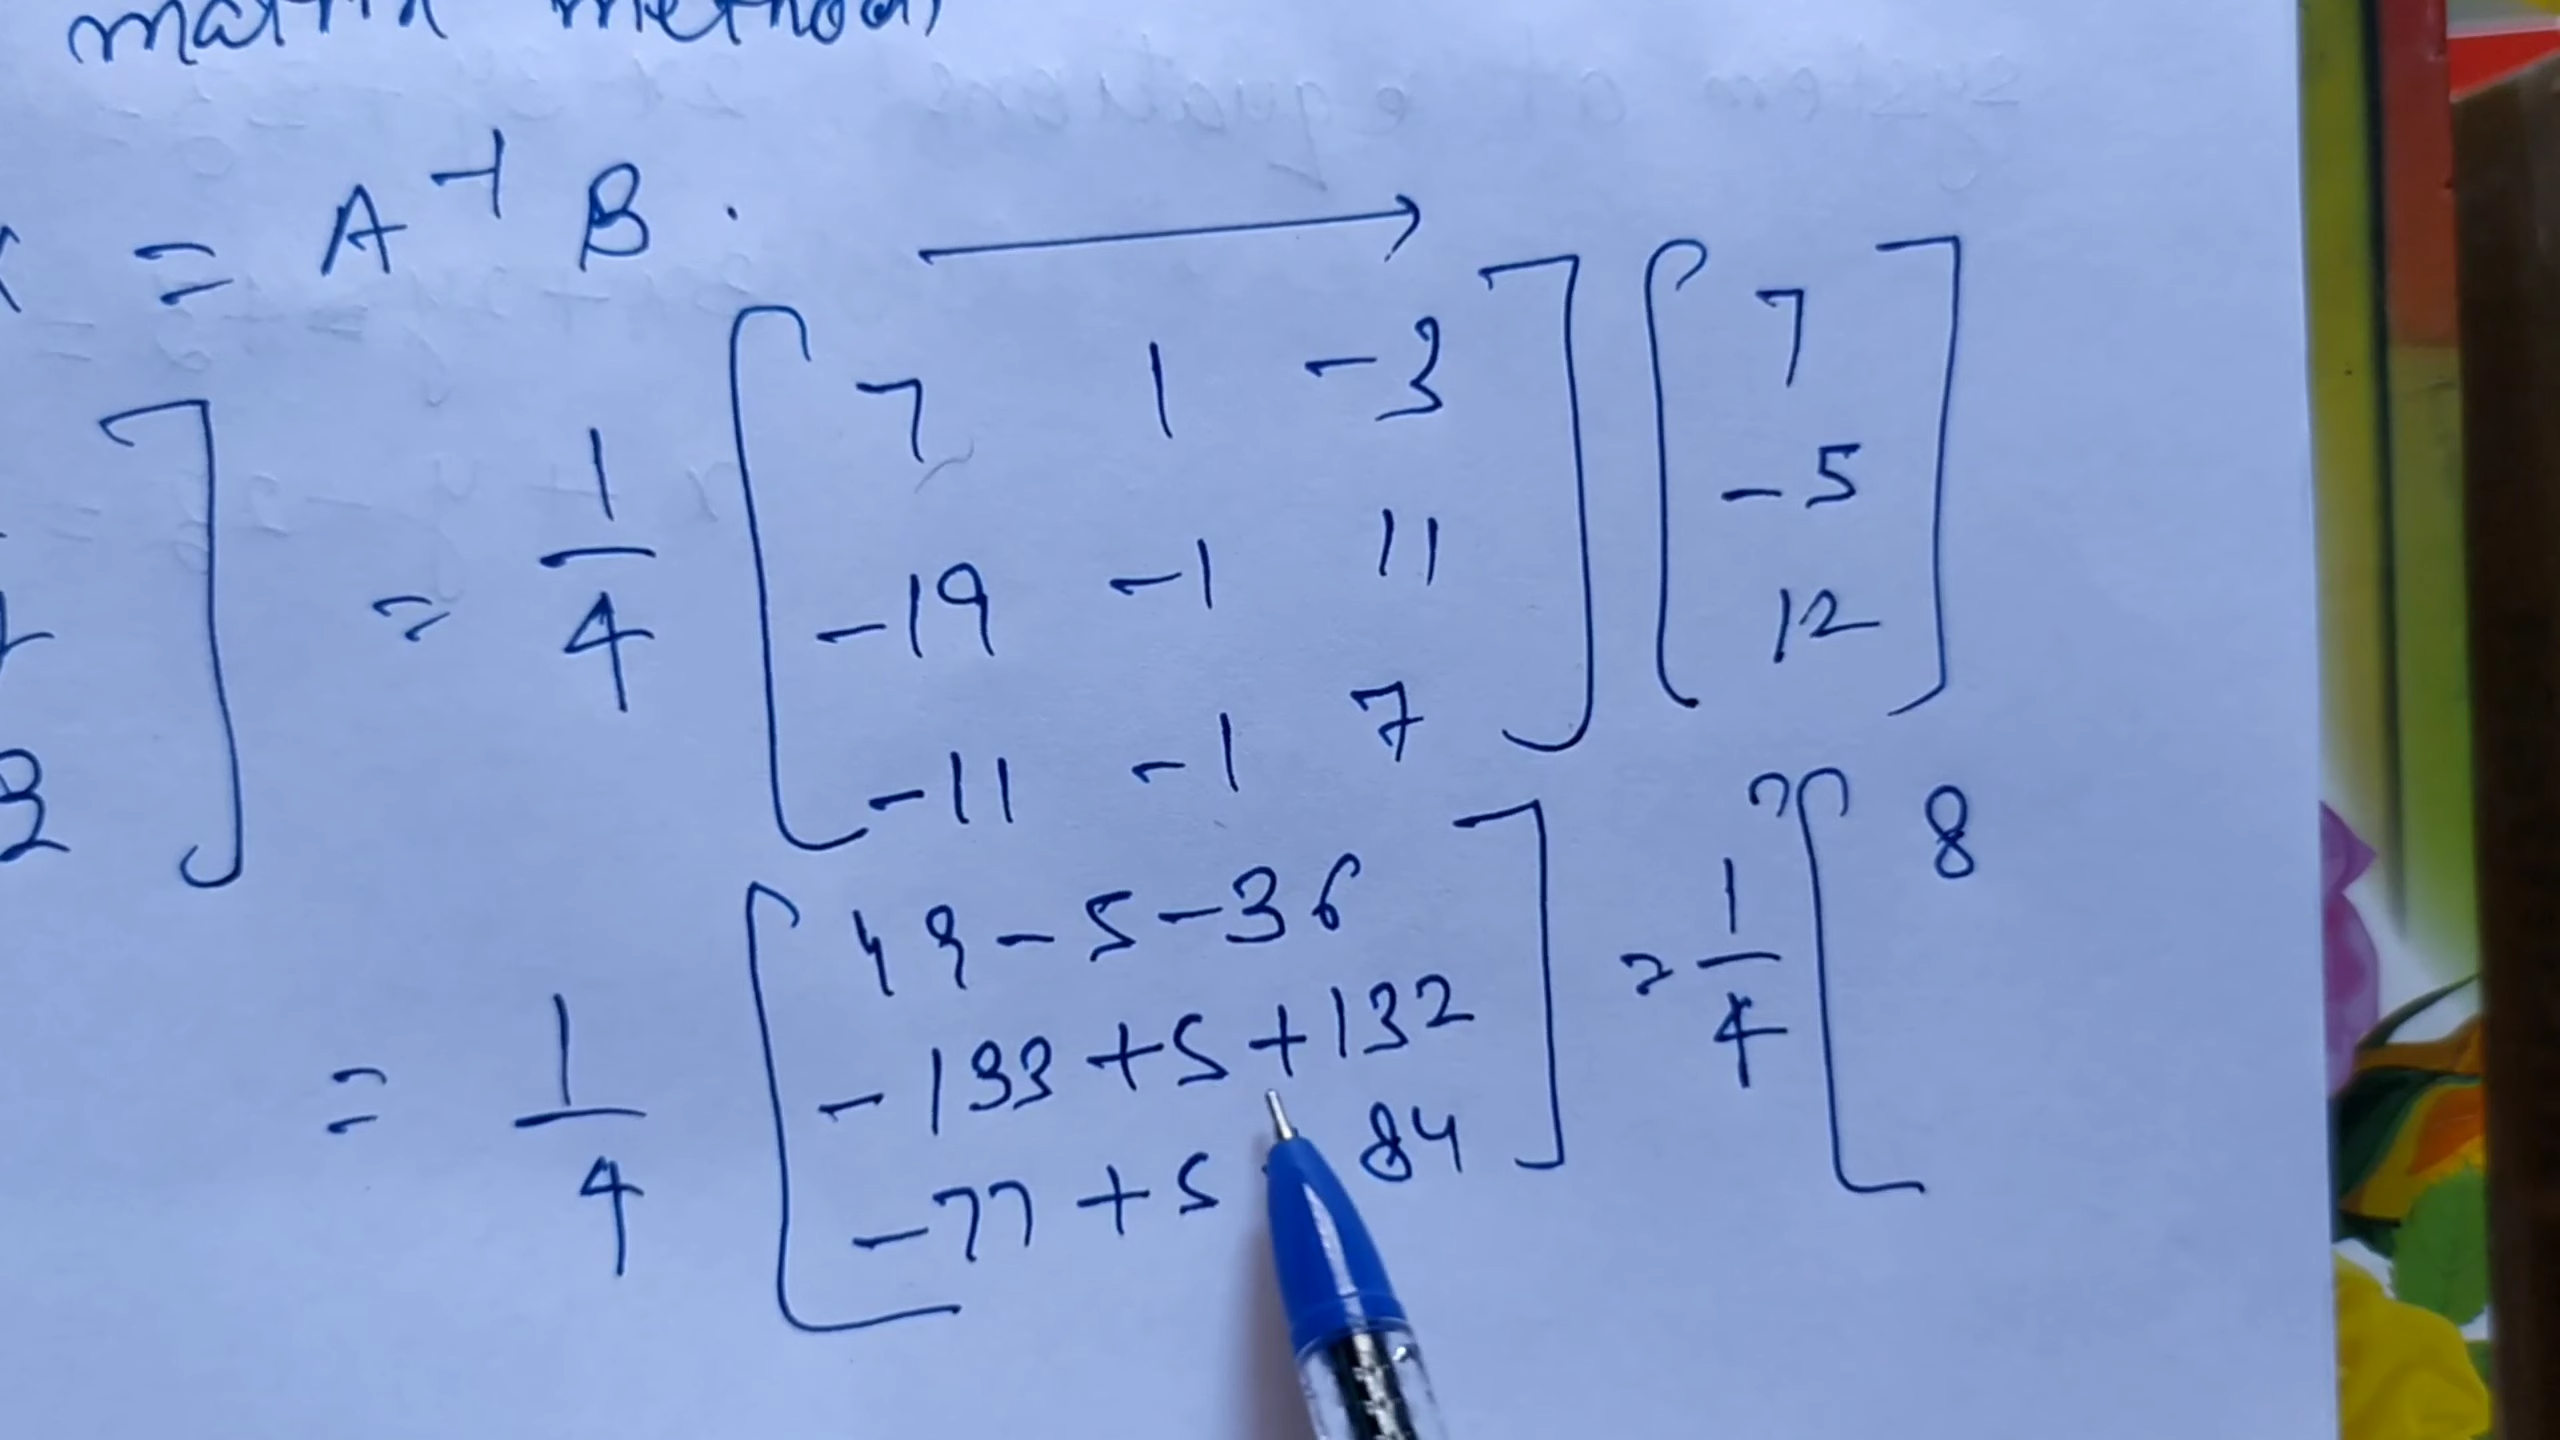 matrix method,
= A⁻¹ B.
= 1/4 [ 7 1 -3 ] [ 7 ]
[ -19 -1 11 ] [ -5 ]
[ -11 -1 7 ] [ 12 ]
= 1/4 [ 49 - 5 - 36 ] = 1/4 [ 8
[ - 133 + 5 + 132 ]
[ - 77 + 5 84 ]